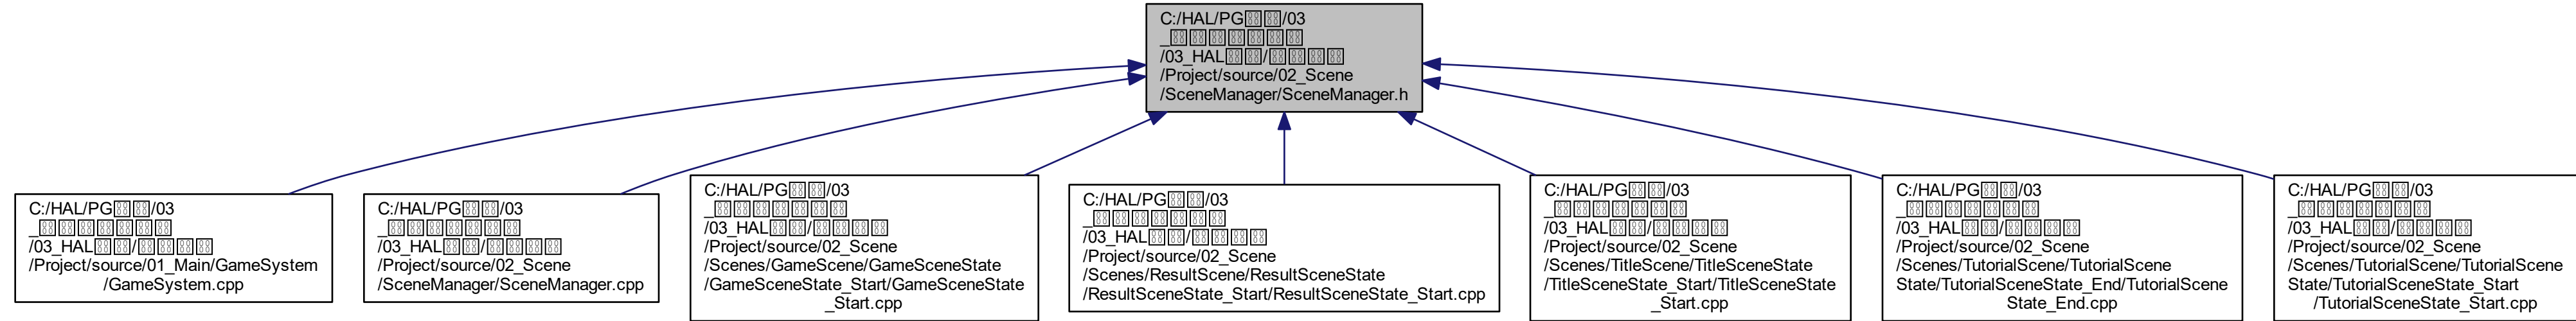 C:/HAL/PG /03
_
/03_HAL /
/Project/source/02_Scene
/SceneManager/SceneManager.h
C:/HAL/PG /03
_
/03_HAL /
/Project/source/01_Main/GameSystem
/GameSystem.cpp
C:/HAL/PG /03
_
/03_HAL /
/Project/source/02_Scene
/SceneManager/SceneManager.cpp
C:/HAL/PG /03
_
/03_HAL /
/Project/source/02_Scene
/Scenes/GameScene/GameSceneState
/GameSceneState_Start/GameSceneState
_Start.cpp
C:/HAL/PG /03
_
/03_HAL /
/Project/source/02_Scene
/Scenes/ResultScene/ResultSceneState
/ResultSceneState_Start/ResultSceneState_Start.cpp
C:/HAL/PG /03
_
/03_HAL /
/Project/source/02_Scene
/Scenes/TitleScene/TitleSceneState
/TitleSceneState_Start/TitleSceneState
_Start.cpp
C:/HAL/PG /03
_
/03_HAL /
/Project/source/02_Scene
/Scenes/TutorialScene/TutorialScene
State/TutorialSceneState_End/TutorialScene
State_End.cpp
C:/HAL/PG /03
_
/03_HAL /
/Project/source/02_Scene
/Scenes/TutorialScene/TutorialScene
State/TutorialSceneState_Start
/TutorialSceneState_Start.cpp